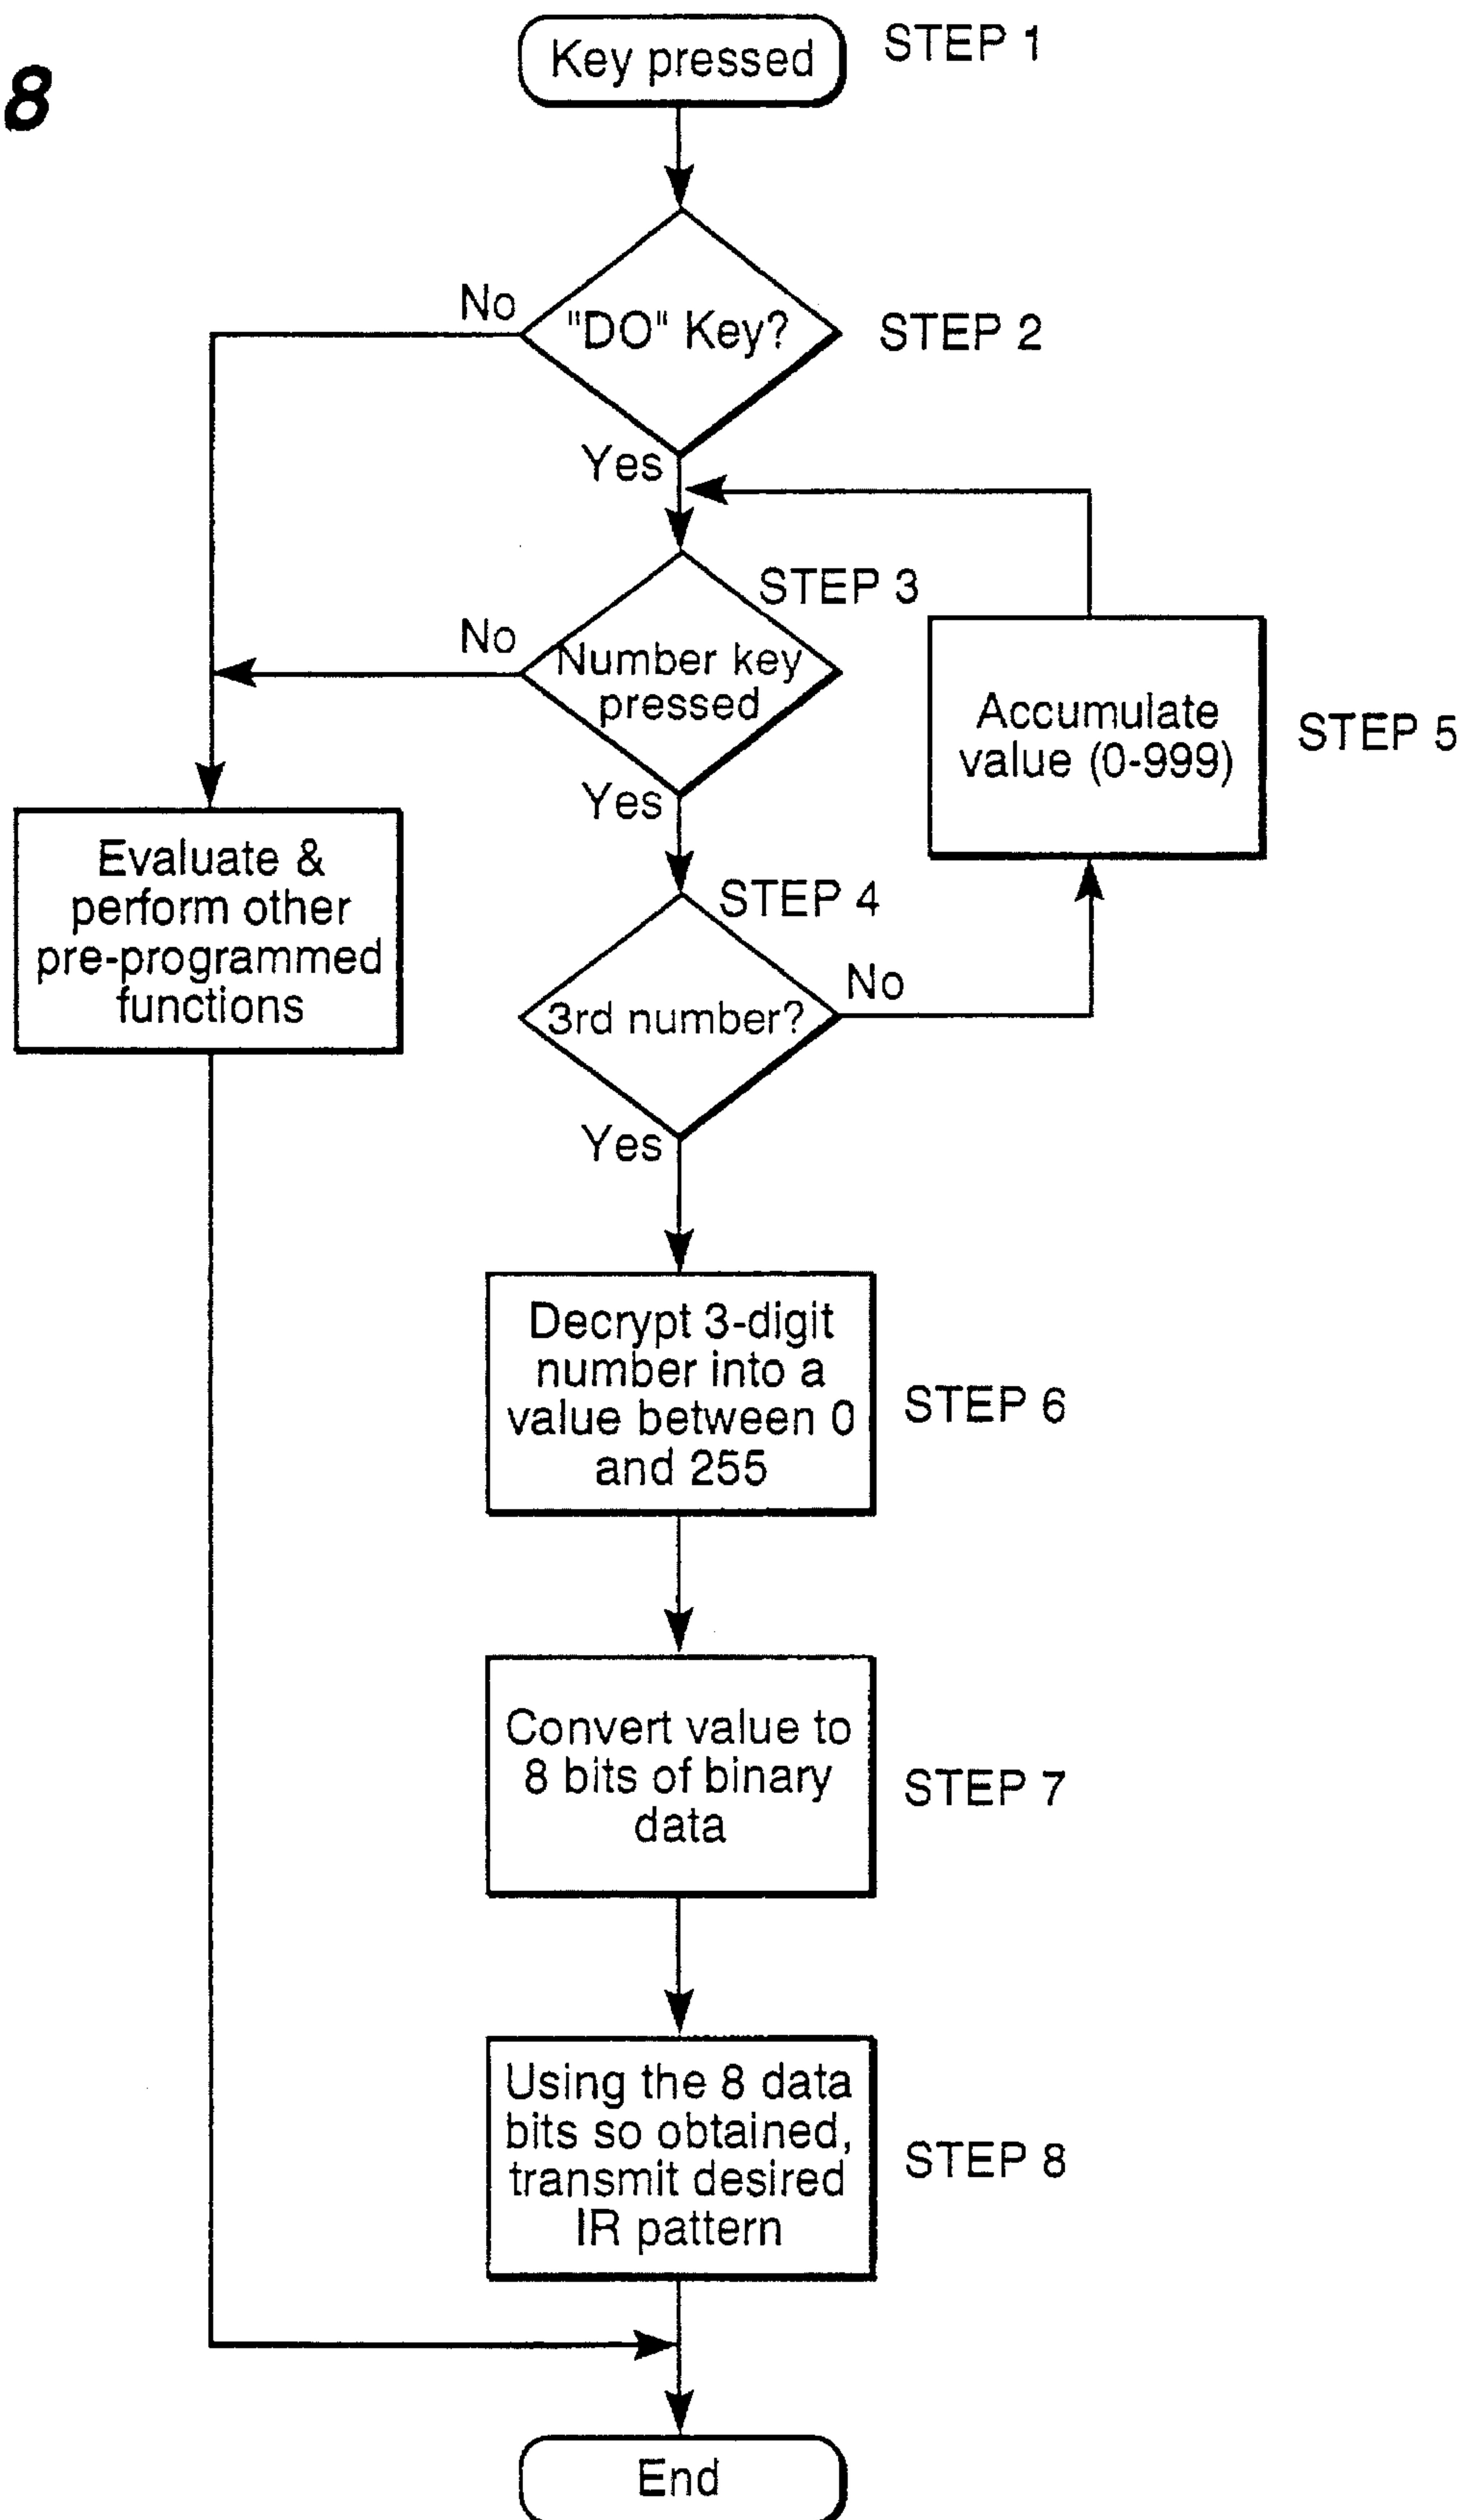 8
Key pressed
STEP 1
No
"DO" Key?
STEP 2
Yes
STEP 3
No
Number key
pressed
Accumulate
value (0-999)
STEP 5
Yes
Evaluate &
perform other
pre-programmed
functions
STEP 4
3rd number?
No
Yes
Decrypt 3-digit
number into a
value between 0
and 255
STEP 6
Convert value to
8 bits of binary
data
STEP 7
Using the 8 data
bits so obtained,
transmit desired
IR pattern
STEP 8
End